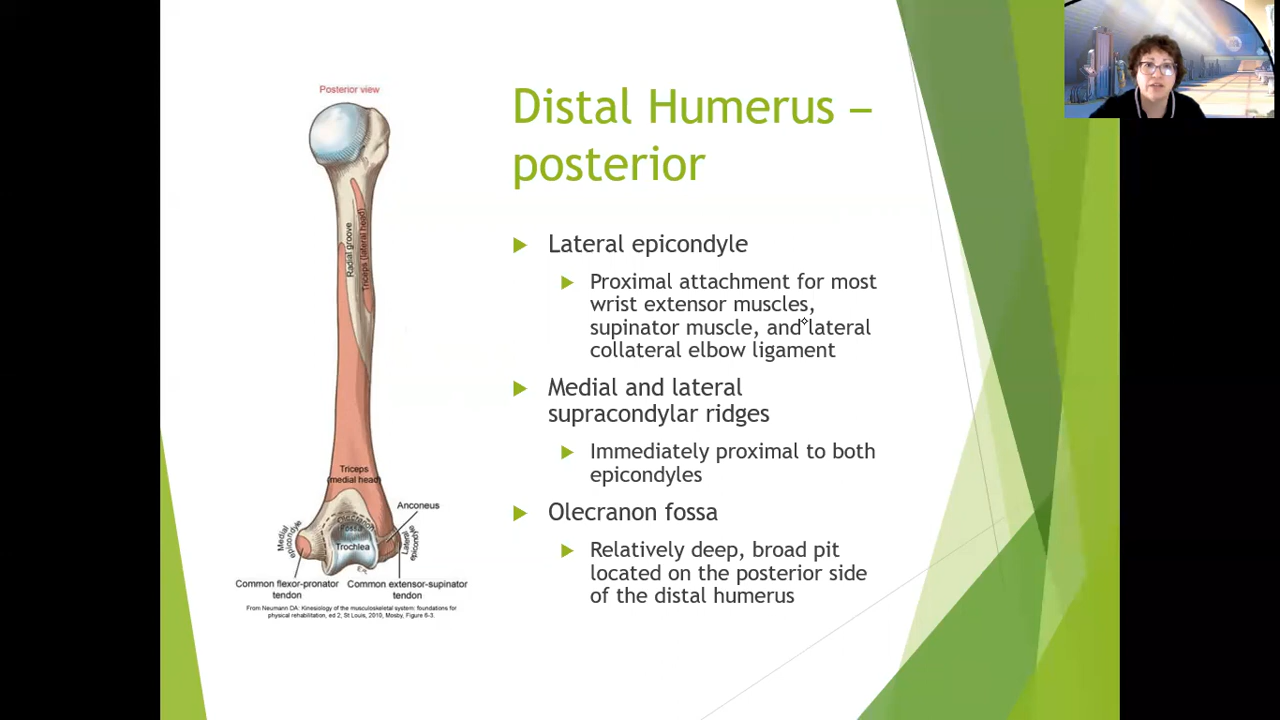 Posterior view
Radial groove
Triceps (lateral head)
Triceps
(medial head)
Anconeus
Medial
epicondyle
Olecranon
Fossa
Trochlea
Lateral
epicondyle
Common flexor-pronator
tendon
Common extensor-supinator
tendon
From Neumann DA: Kinesiology of the musculoskeletal system: foundations for
physical rehabilitation, ed 2, St Louis, 2010, Mosby, Figure 6-3.
Distal Humerus –
posterior
Lateral epicondyle
Proximal attachment for most
wrist extensor muscles,
supinator muscle, and lateral
collateral elbow ligament
Medial and lateral
supracondylar ridges
Immediately proximal to both
epicondyles
Olecranon fossa
Relatively deep, broad pit
located on the posterior side
of the distal humerus